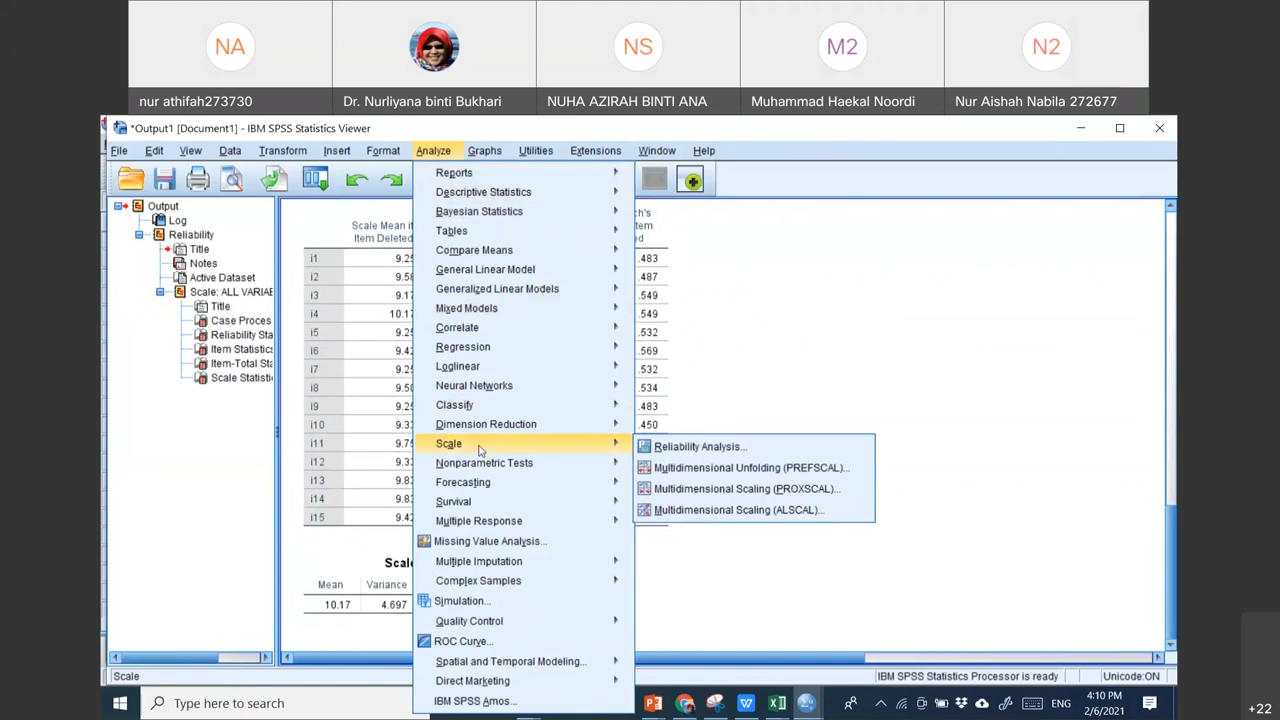 NA
NS
M2
N2
nur athifah273730
Dr. Nurliyana binti Bukhari
NUHA AZIRAH BINTI ANA
Muhammad Haekal Noordi
Nur Aishah Nabila 272677
*Output1 [Document1] - IBM SPSS Statistics Viewer
File Edit View Data Transform Insert Format Analyze Graphs Utilities Extensions Window Help
Output
Log
Reliability
Title
Notes
Active Dataset
Scale: ALL VARIA
Title
Case Proces
Reliability Sta
Item Statistics
Item-Total Sta
Scale Statisti
Scale Mean if
Item Deleted
i1 9.25
i2 9.58
i3 9.17
i4 10.17
i5 9.25
i6 9.42
i7 9.25
i8 9.50
i9 9.25
i10 9.33
i11 9.75
i12 9.33
i13 9.83
i14 9.83
i15 9.42
Scale
Mean Variance
10.17 4.697
Reports
Descriptive Statistics
Bayesian Statistics
Tables
Compare Means
General Linear Model
Generalized Linear Models
Mixed Models
Correlate
Regression
Loglinear
Neural Networks
Classify
Dimension Reduction
Scale
Nonparametric Tests
Forecasting
Survival
Multiple Response
Missing Value Analysis...
Multiple Imputation
Complex Samples
Simulation...
Quality Control
ROC Curve...
Spatial and Temporal Modeling...
Direct Marketing
IBM SPSS Amos...
h's
tem
d
.483
.487
.549
.549
.532
.569
.532
.534
.483
.450
Reliability Analysis...
Multidimensional Unfolding (PREFSCAL)...
Multidimensional Scaling (PROXSCAL)...
Multidimensional Scaling (ALSCAL)...
Scale
IBM SPSS Statistics Processor is ready
Unicode:ON
Type here to search
ENG
4:10 PM
2/6/2021
+22